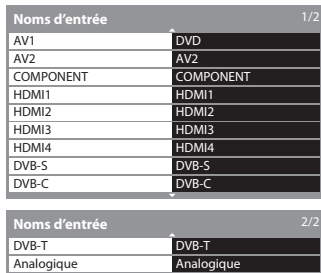 Noms d'entrée 1/2
AV1 DVD
AV2 AV2
COMPONENT COMPONENT
HDMI1 HDMI1
HDMI2 HDMI2
HDMI3 HDMI3
HDMI4 HDMI4
DVB-S DVB-S
DVB-C DVB-C
Noms d'entrée 2/2
DVB-T DVB-T
Analogique Analogique